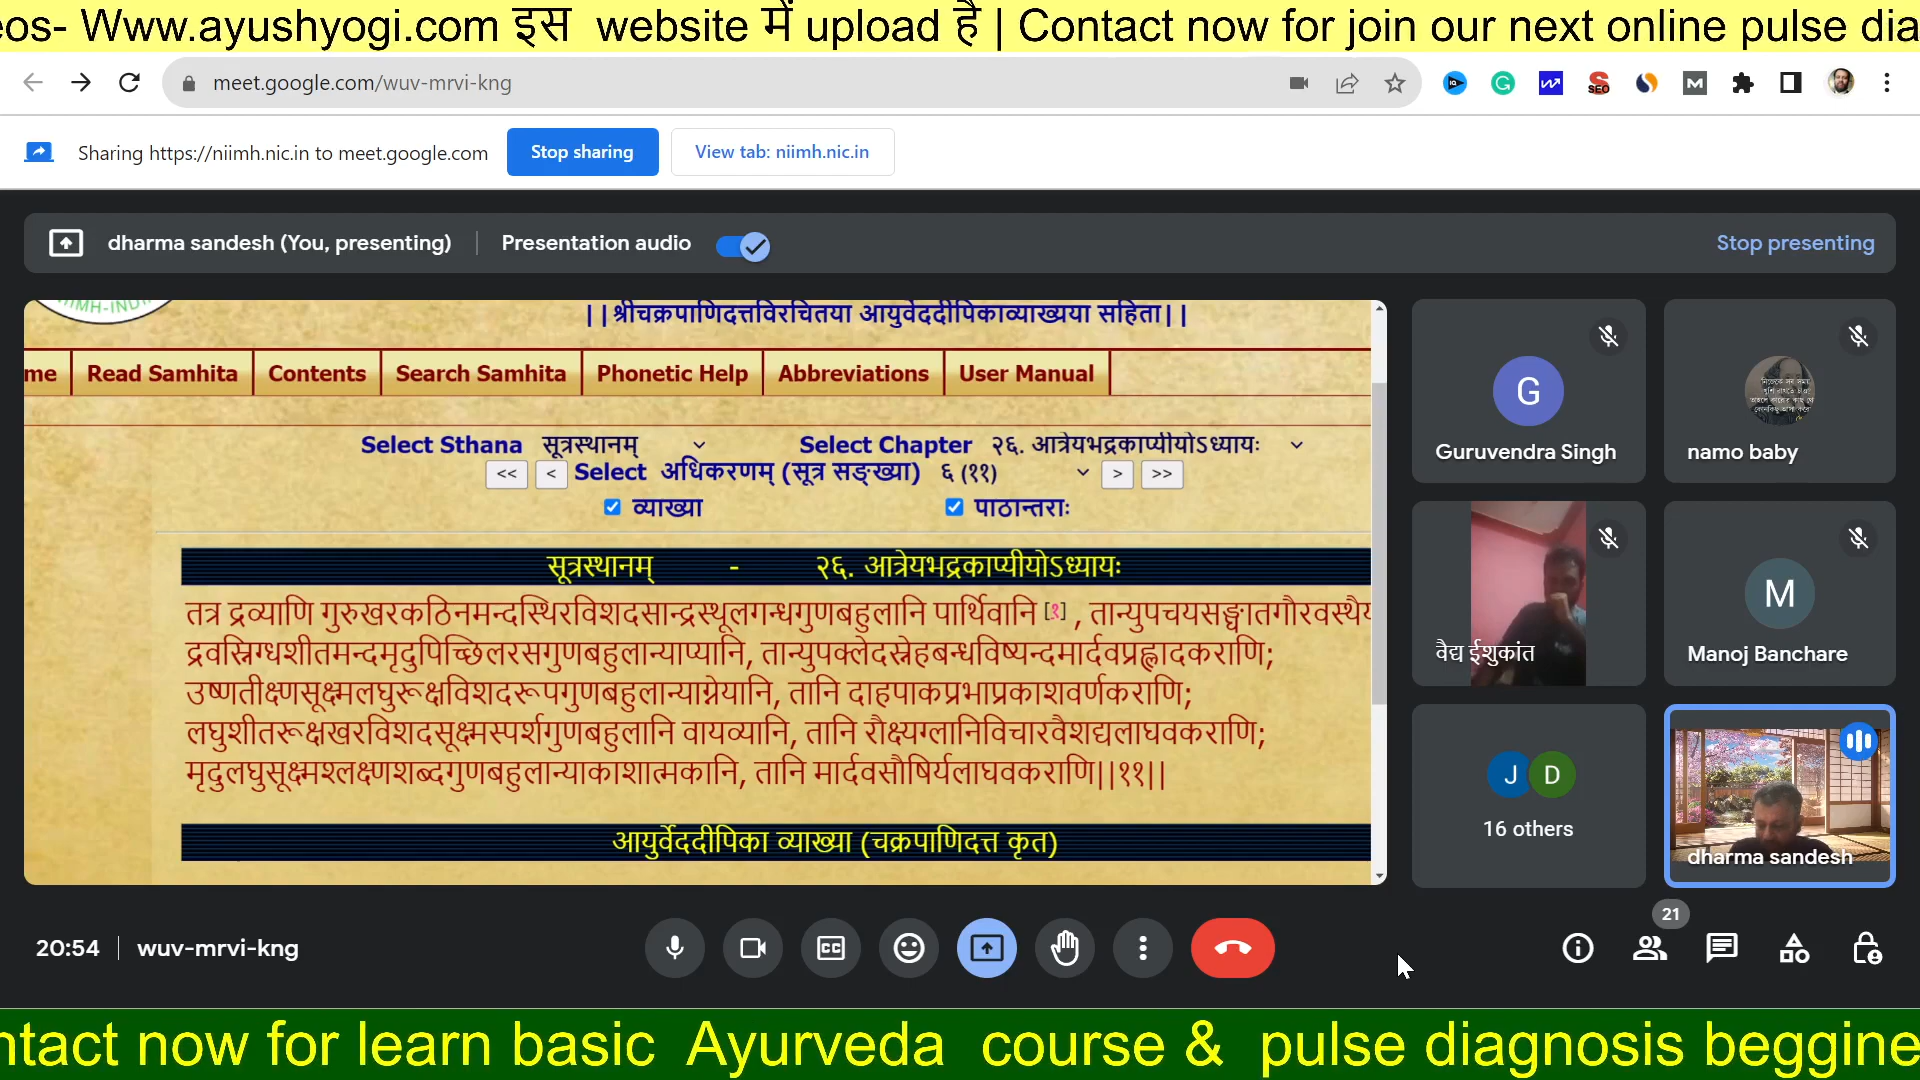 eos- Www.ayushyogi.com इस website में upload है | Contact now for join our next online pulse dia
meet.google.com/wuv-mrvi-kng
Sharing https://niimh.nic.in to meet.google.com
Stop sharing
View tab: niimh.nic.in
dharma sandesh (You, presenting)
Presentation audio
Stop presenting
NIIMH-INDI
||श्रीचक्रपाणिदत्तविरचितया आयुर्वेददीपिकाव्याख्यया सहिता||
me Read Samhita Contents Search Samhita Phonetic Help Abbreviations User Manual
Select Sthana सूत्रस्थानम् Select Chapter २६. आत्रेयभद्रकाप्यीयोऽध्यायः
<< < Select अधिकरणम् (सूत्र सङ्ख्या) ६ (११) > >>
व्याख्या पाठान्तराः
सूत्रस्थानम् - २६. आत्रेयभद्रकाप्यीयोऽध्यायः
तत्र द्रव्याणि गुरुखरकठिनमन्दस्थिरविशदसान्द्रस्थूलगन्धगुणबहुलानि पार्थिवानि [१] , तान्युपचयसङ्घातगौरवस्थैय
द्रवस्निग्धशीतमन्दमृदुपिच्छिलरसगुणबहुलान्याप्यानि, तान्युपक्लेदस्नेहबन्धविष्यन्दमार्दवप्रह्लादकराणि;
उष्णतीक्ष्णसूक्ष्मलघुरूक्षविशदरूपगुणबहुलान्याग्नेयानि, तानि दाहपाकप्रभाप्रकाशवर्णकराणि;
लघुशीतरूक्षखरविशदसूक्ष्मस्पर्शगुणबहुलानि वायव्यानि, तानि रौक्ष्यग्लानिविचारवैशद्यलाघवकराणि;
मृदुलघुसूक्ष्मश्लक्ष्णशब्दगुणबहुलान्याकाशात्मकानि, तानि मार्दवसौषिर्यलाघवकराणि||११||
आयुर्वेददीपिका व्याख्या (चक्रपाणिदत्त कृत)
G
Guruvendra Singh
namo baby
वैद्य ईशुकांत
M
Manoj Banchare
J D
16 others
dharma sandesh
20:54 wuv-mrvi-kng
CC
21
ntact now for learn basic Ayurveda course & pulse diagnosis beggine